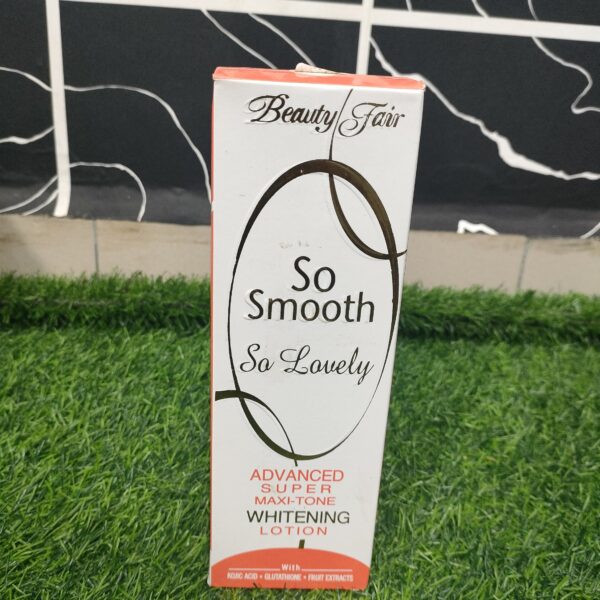 Beauty Fair
So
Smooth
So Lovely
ADVANCED
SUPER
MAXI-TONE
WHITENING
LOTION
With
KOJIC ACID • GLUTATHIONE • FRUIT EXTRACTS